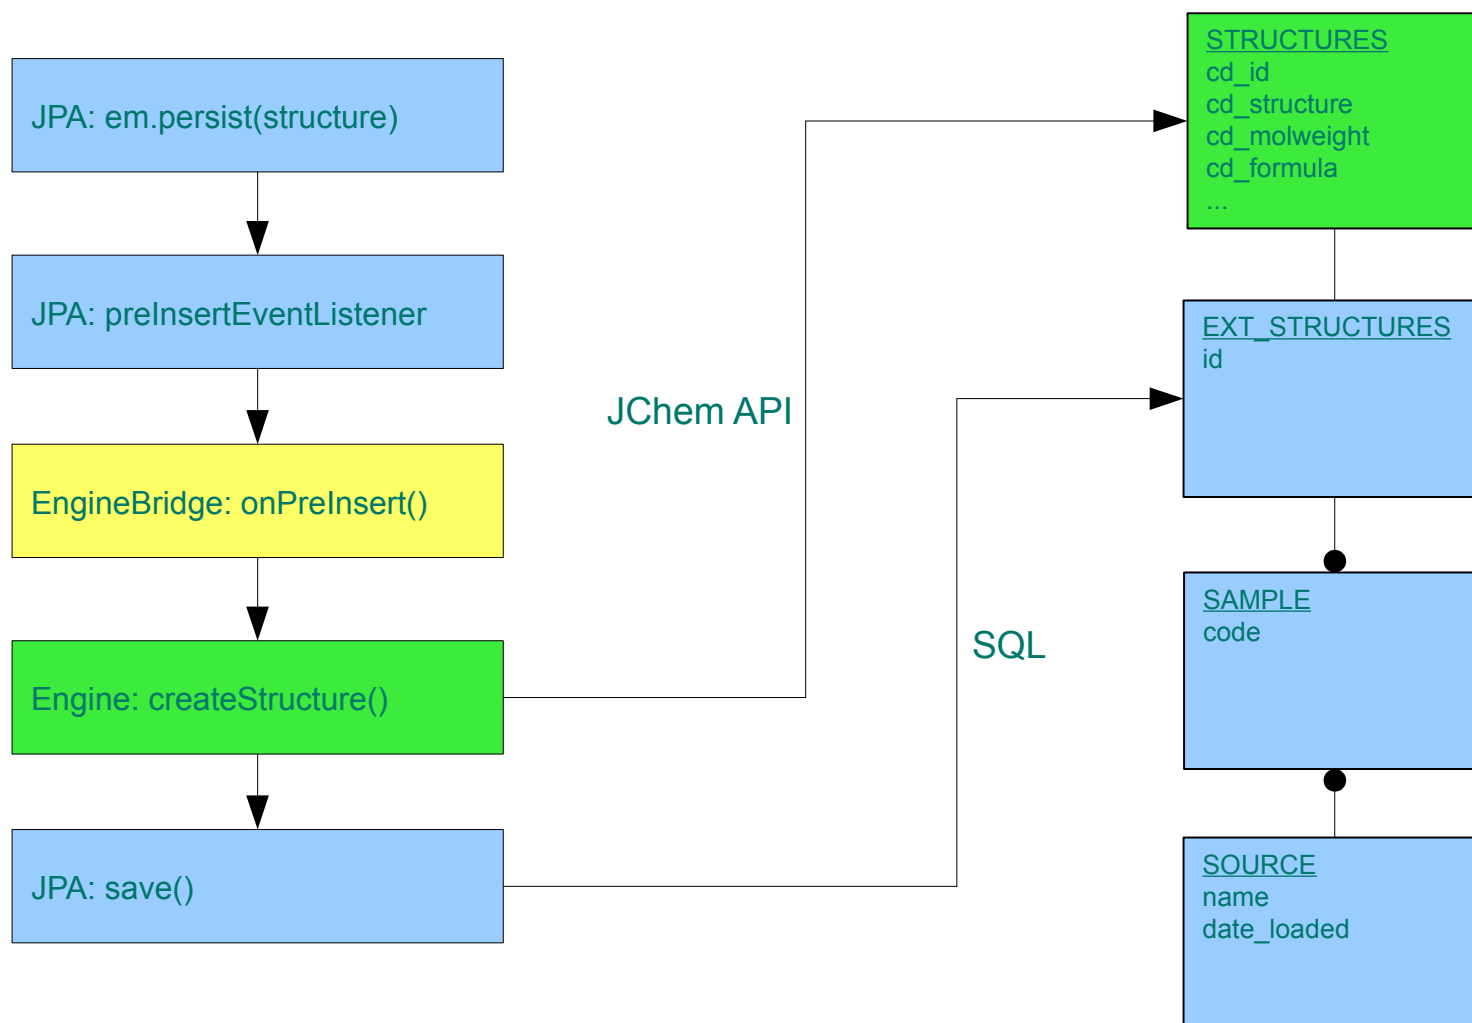 JPA: em.persist(structure)
JPA: preInsertEventListener
EngineBridge: onPreInsert()
Engine: createStructure()
JPA: save()
JChem API
SQL
STRUCTURES
cd_id
cd_structure
cd_molweight
cd_formula
...
EXT_STRUCTURES
id
SAMPLE
code
SOURCE
name
date_loaded